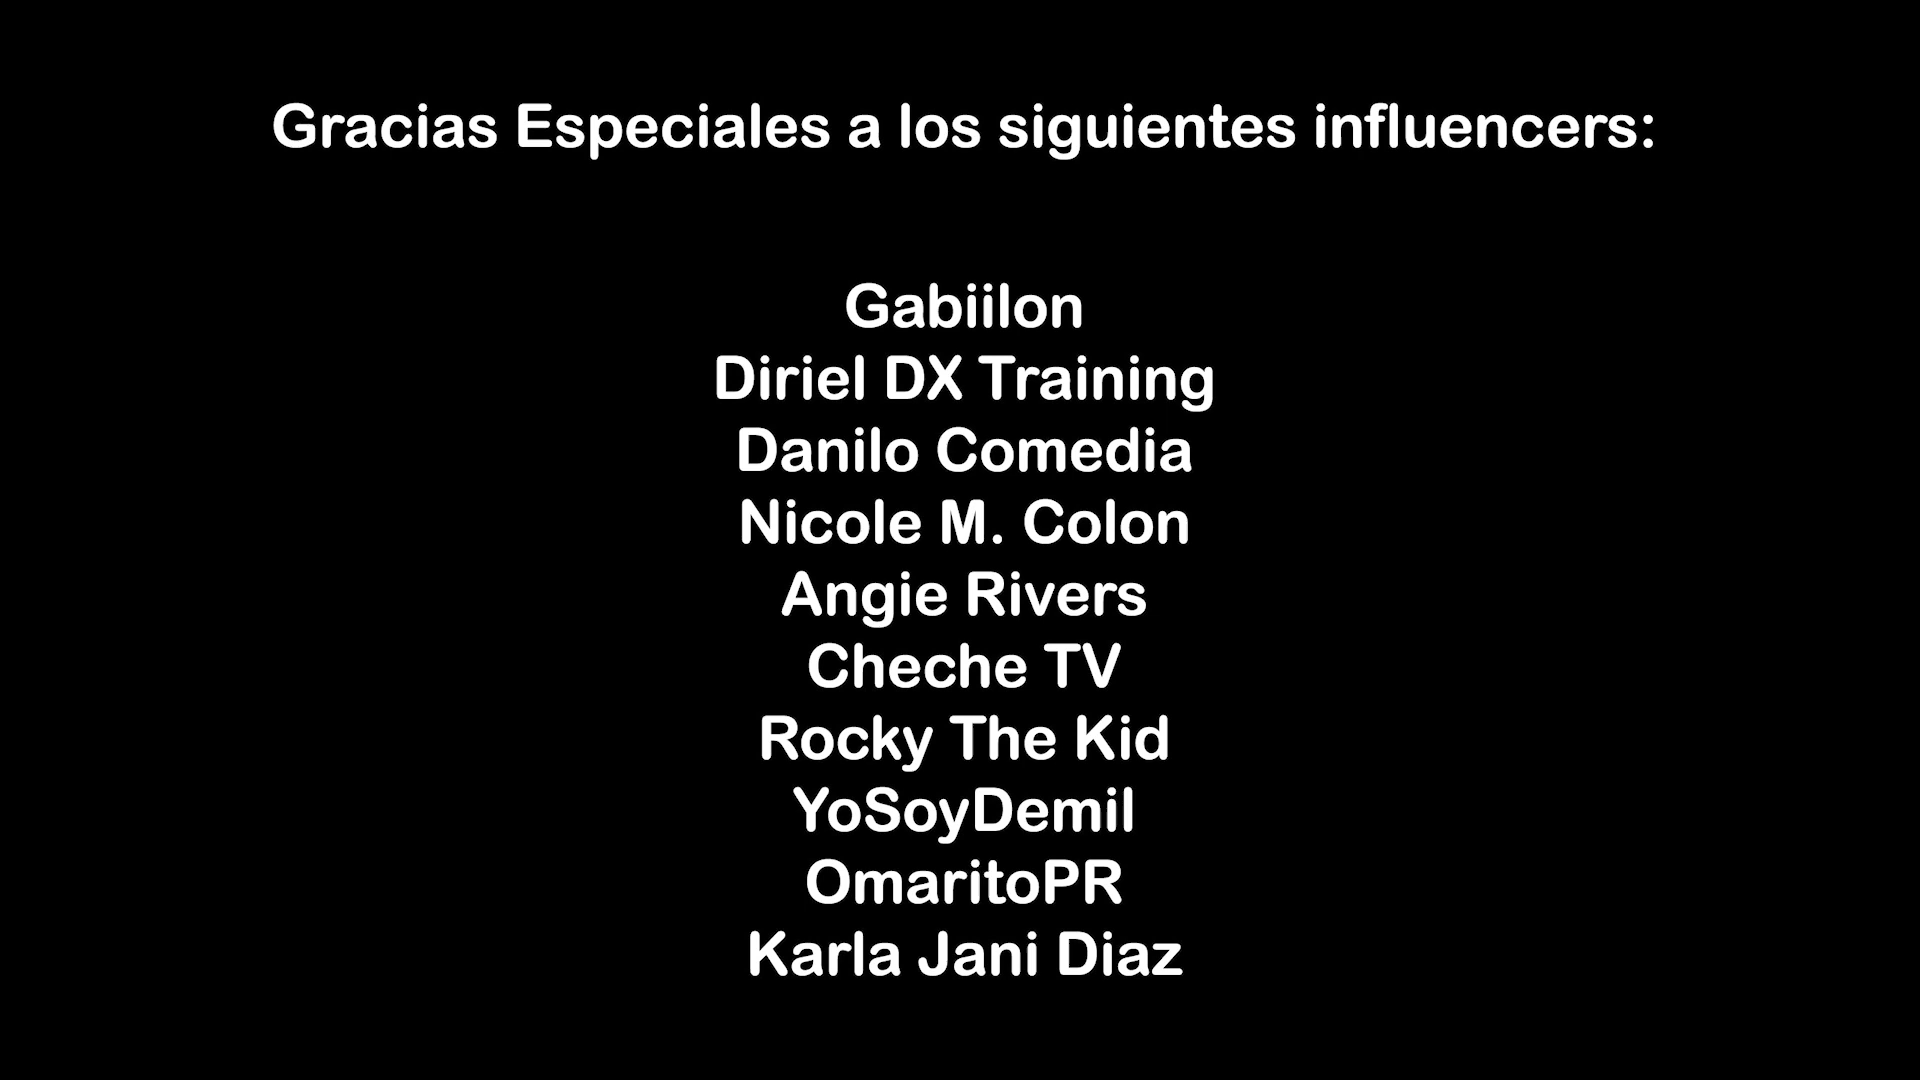 Gracias Especiales a los siguientes influencers:
Gabiilon
Diriel DX Training
Danilo Comedia
Nicole M. Colon
Angie Rivers
Cheche TV
Rocky The Kid
YoSoyDemil
OmaritoPR
Karla Jani Diaz